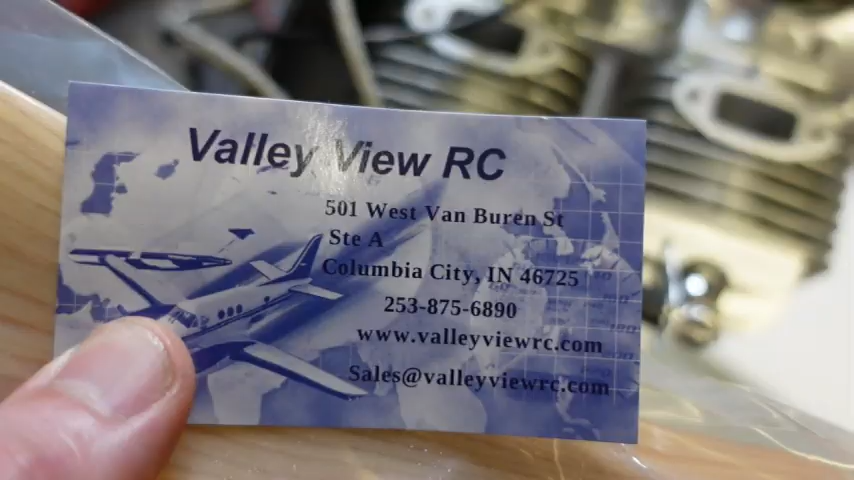 Valley View RC
501 West Van Buren St
Ste A
Columbia City, IN 46725
253-875-6890
www.valleyviewrc.com
Sales@valleyviewrc.com